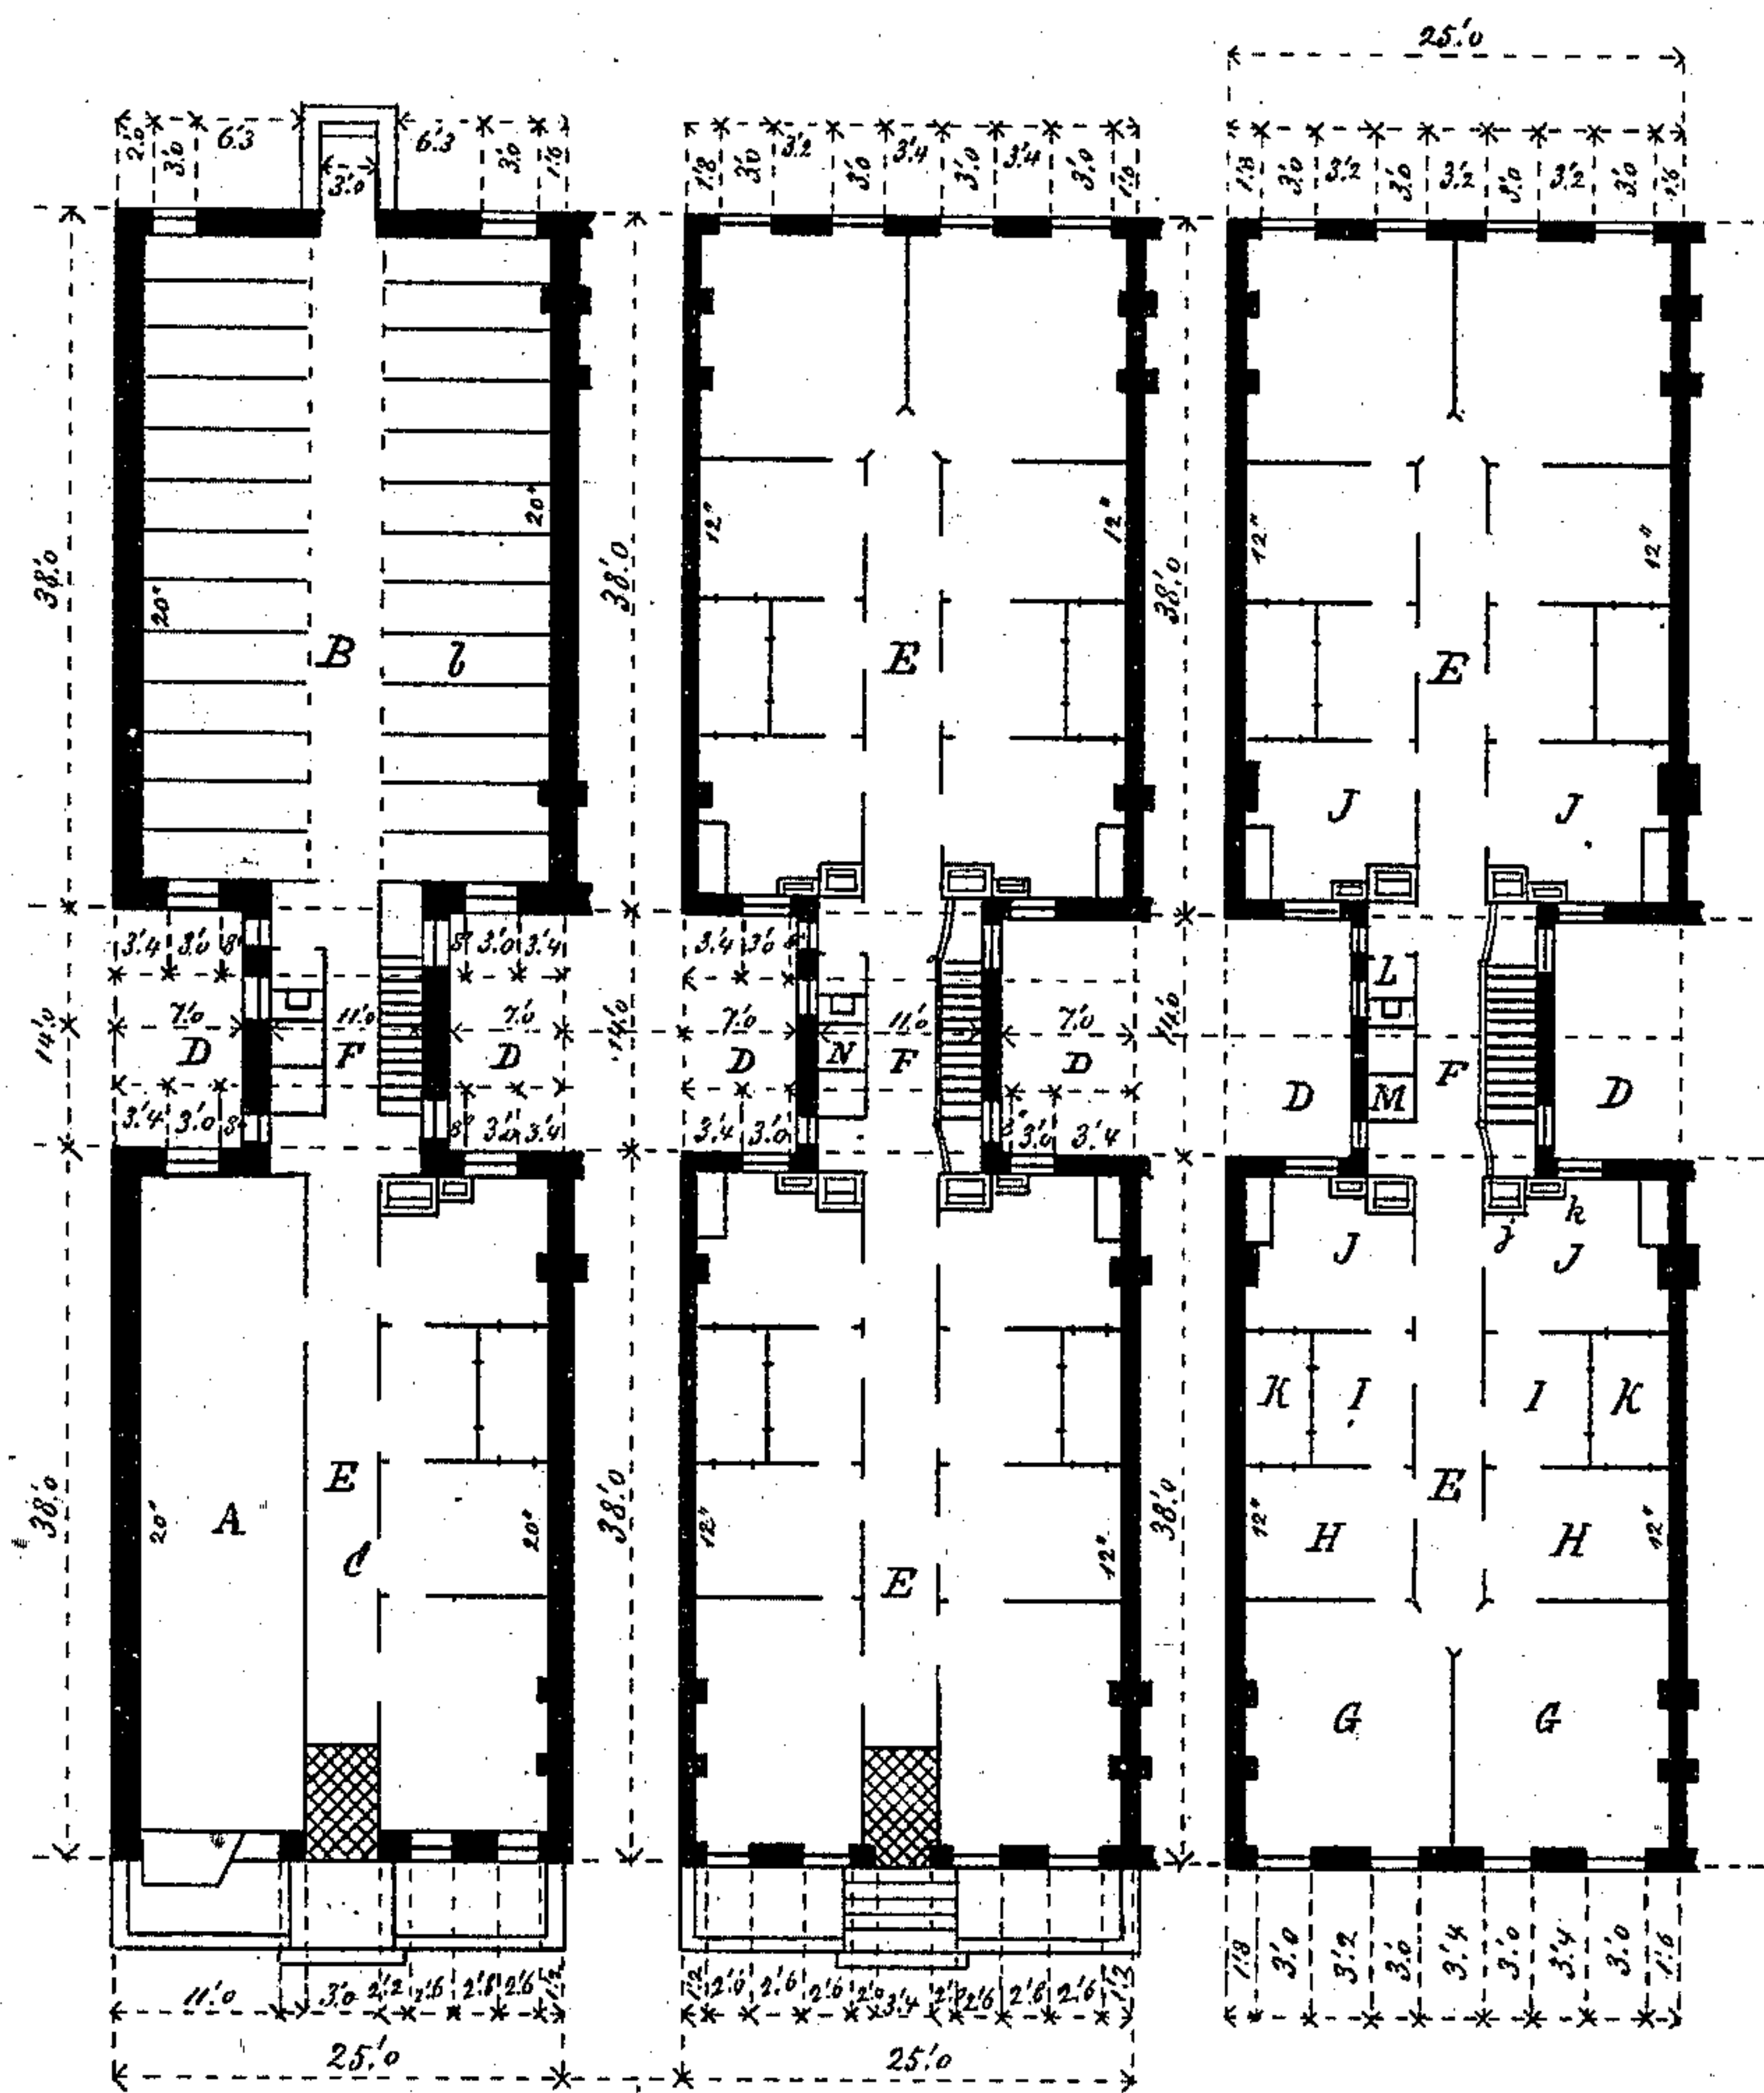 25.'0
2.'0 3.'0 6.'3 3.'0 6.'3 3.'0 1.'6
1.'8 3.'0 3.'2 3.'0 3.'4 3.'0 3.'4 3.'0 1.'6
1.'8 3.'0 3.'2 3.'0 3.'2 3.'0 3.'2 3.'0 1.'6
20" 12" 12" 12" 12"
38.'0 20" 38.'0 38.'0
B l E E
J J
3.'4 3.'0 8" 8" 3.'0 3.'4 3.'4 3.'0 8"
L
14.'0 7.'0 11.'0 7.'0 14.'0 7.'0 11.'0 7.'0 14.'0
D F D D N F D D M F D
3.'4 3.'0 8" 8" 3.'0 3.'4 3.'4 3.'0 3.'0 3.'4
k
J j J
K I I K
E E
38.'0 20" A 20" 38.'0 12" 12" 38.'0 12" H H 12"
C E
G G
11.'0 3.'0 2.'2 2.'6 2.'8 2.'6 1.'2
1.'2 2.'6 2.'6 2.'6 2.'0 3.'4 2.'6 2.'6 2.'6 1.'2
1.'8 3.'0 3.'2 3.'0 3.'4 3.'0 3.'4 3.'0 1.'6
25.'0 25.'0